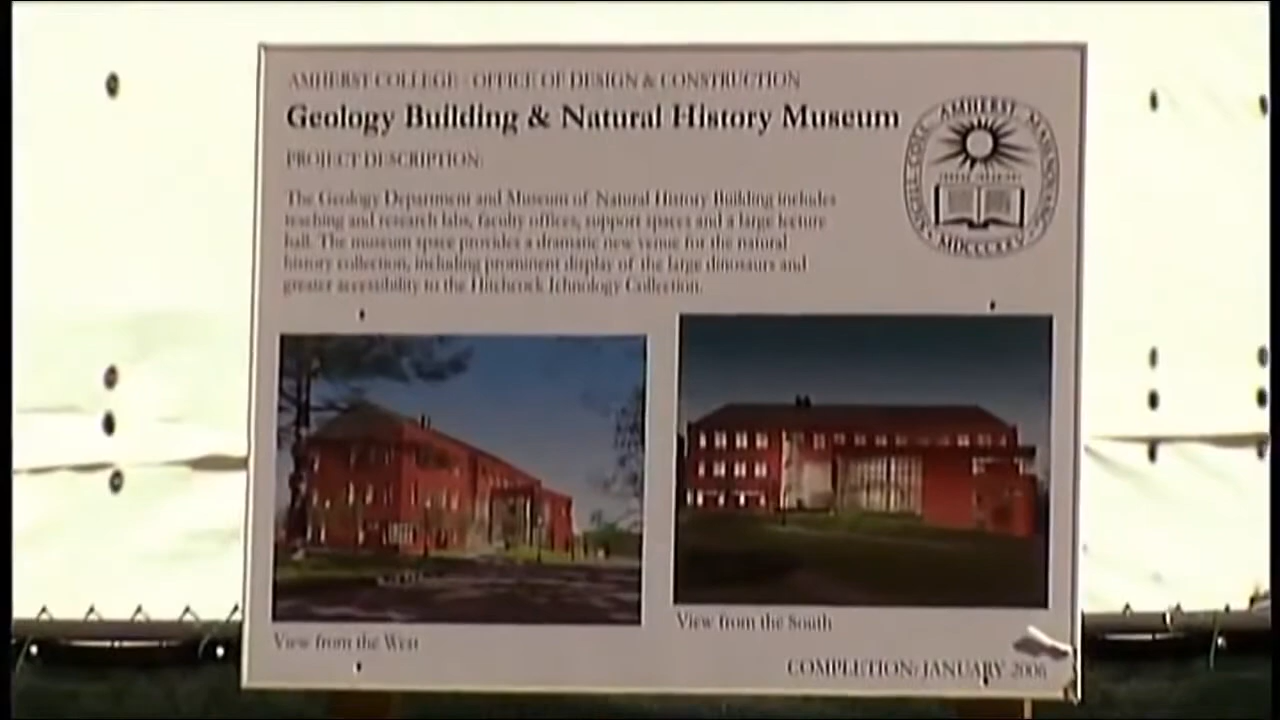 AMHERST COLLEGE - OFFICE OF DESIGN & CONSTRUCTION
Geology Building & Natural History Museum
PROJECT DESCRIPTION:
The Geology Department and Museum of Natural History Building includes
teaching and research labs, faculty offices, support spaces and a large lecture
hall. The museum space provides a dramatic new venue for the natural
history collection, including prominent display of the large dinosaurs and
greater accessibility to the Hitchcock Ichnology Collection.
AMHERST
MDCCCXXV
View from the West
View from the South
COMPLETION: JANUARY 2006